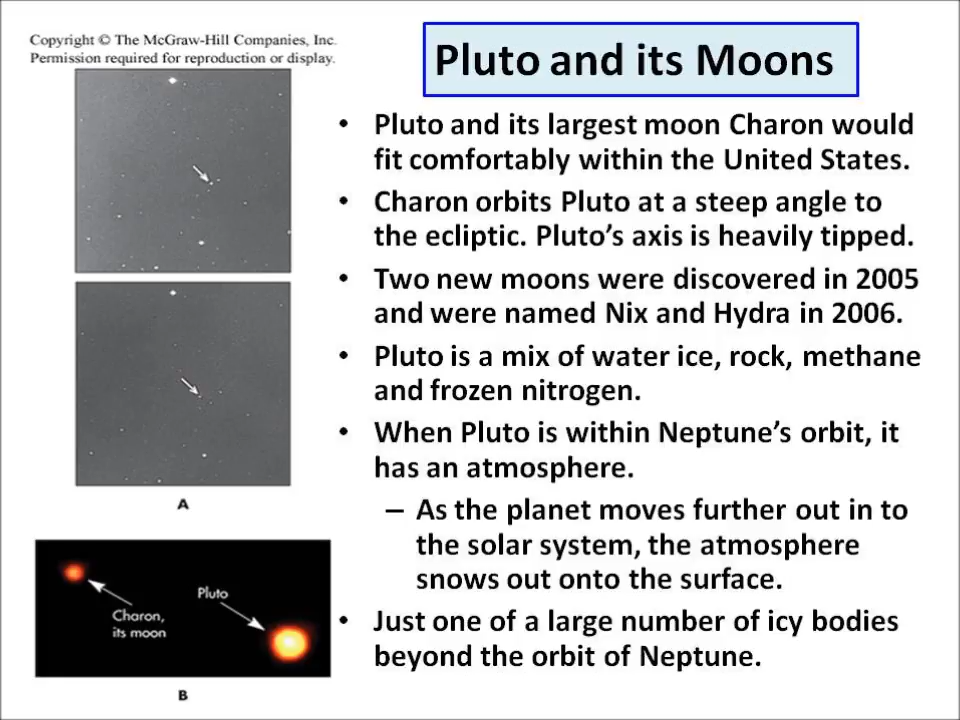 Copyright © The McGraw-Hill Companies, Inc.
Permission required for reproduction or display.
A
Charon,
its moon
Pluto
B
Pluto and its Moons
• Pluto and its largest moon Charon would
fit comfortably within the United States.
• Charon orbits Pluto at a steep angle to
the ecliptic. Pluto’s axis is heavily tipped.
• Two new moons were discovered in 2005
and were named Nix and Hydra in 2006.
• Pluto is a mix of water ice, rock, methane
and frozen nitrogen.
• When Pluto is within Neptune’s orbit, it
has an atmosphere.
– As the planet moves further out in to
the solar system, the atmosphere
snows out onto the surface.
• Just one of a large number of icy bodies
beyond the orbit of Neptune.